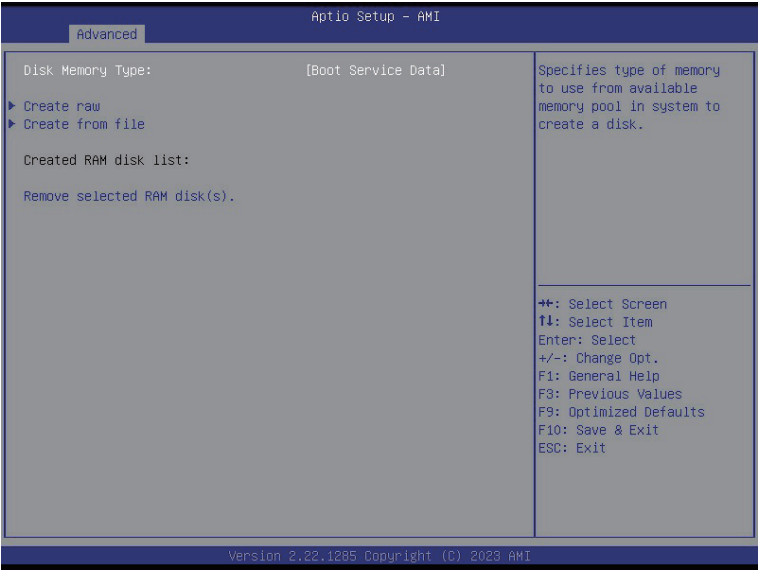 Aptio Setup – AMI
Advanced
Disk Memory Type: [Boot Service Data]
Create raw
Create from file
Created RAM disk list:
Remove selected RAM disk(s).
Specifies type of memory
to use from available
memory pool in system to
create a disk.
→←: Select Screen
↑↓: Select Item
Enter: Select
+/-: Change Opt.
F1: General Help
F3: Previous Values
F9: Optimized Defaults
F10: Save & Exit
ESC: Exit
Version 2.22.1285 Copyright (C) 2023 AMI